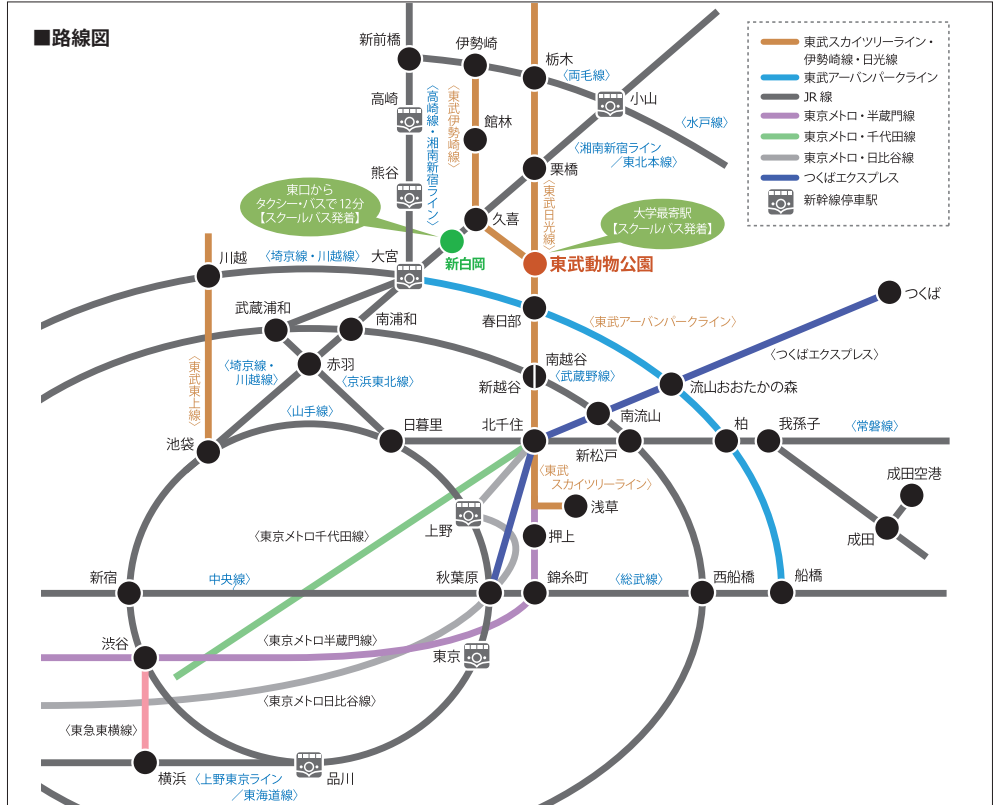 ■路線図
東武スカイツリーライン・
伊勢崎線・日光線
東武アーバンパークライン
JR 線
東京メトロ・半蔵門線
東京メトロ・千代田線
東京メトロ・日比谷線
つくばエクスプレス
新幹線停車駅
新前橋
伊勢崎
栃木
〈両毛線〉
小山
高崎
〈高崎線・湘南新宿ライン〉
〈東武伊勢崎線〉
館林
〈水戸線〉
〈湘南新宿ライン
／東北本線〉
栗橋
熊谷
東口から
タクシー・バスで12分
【スクールバス発着】
久喜
〈東武日光線〉
大学最寄駅
【スクールバス発着】
新白岡
東武動物公園
川越
〈埼京線・川越線〉
大宮
つくば
武蔵浦和
南浦和
春日部
〈東武アーバンパークライン〉
〈東武東上線〉
〈埼京線・
川越線〉
赤羽
〈京浜東北線〉
南越谷
〈武蔵野線〉
新越谷
〈つくばエクスプレス〉
流山おおたかの森
〈山手線〉
池袋
日暮里
北千住
南流山
新松戸
柏
我孫子
〈常磐線〉
〈東武
スカイツリーライン〉
浅草
成田空港
成田
〈東京メトロ千代田線〉
上野
押上
新宿
中央線〉
秋葉原
錦糸町
〈総武線〉
西船橋
船橋
渋谷
〈東京メトロ半蔵門線〉
東京
〈東京メトロ日比谷線〉
〈東急東横線〉
横浜
〈上野東京ライン
／東海道線〉
品川